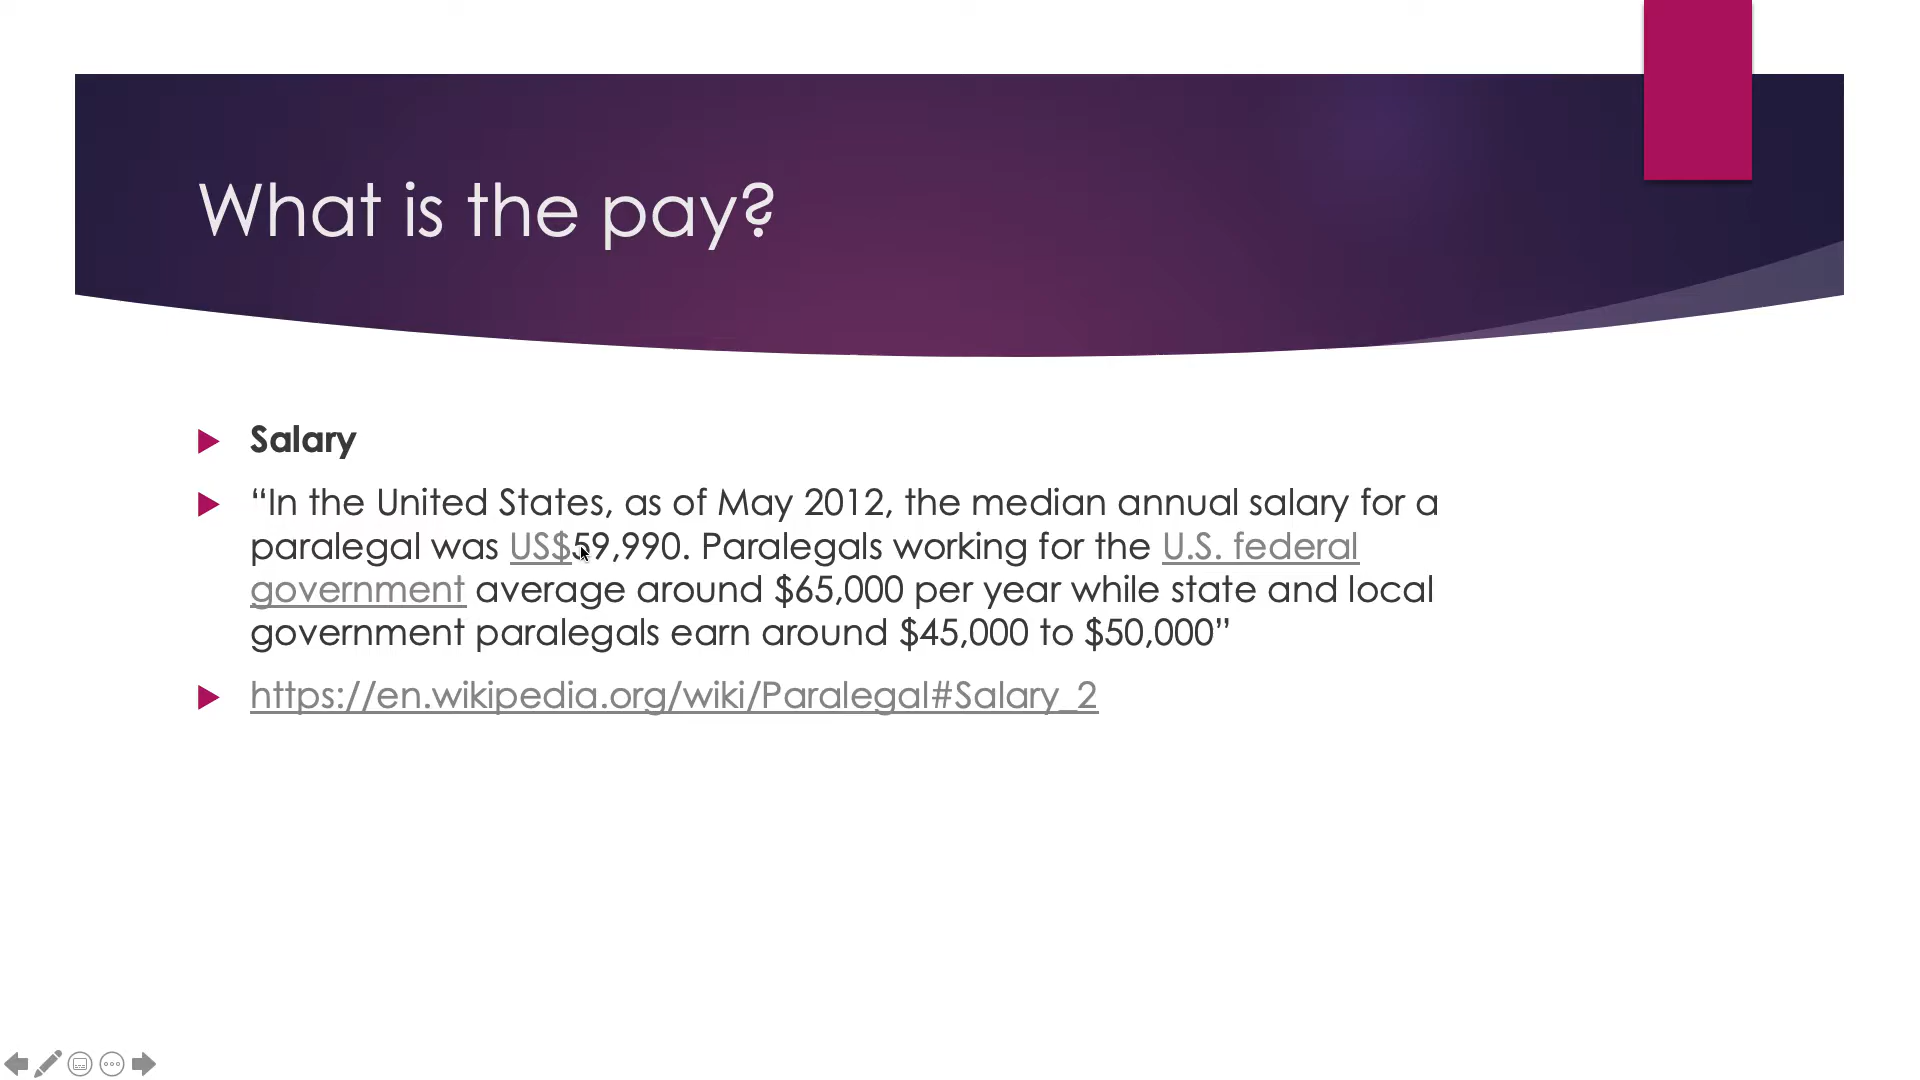 What is the pay?
Salary
“In the United States, as of May 2012, the median annual salary for a
paralegal was US$59,990. Paralegals working for the U.S. federal
government average around $65,000 per year while state and local
government paralegals earn around $45,000 to $50,000”
https://en.wikipedia.org/wiki/Paralegal#Salary_2